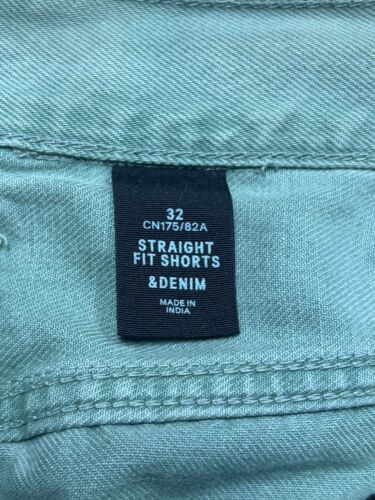 32
CN175/82A
STRAIGHT
FIT SHORTS
&DENIM
MADE IN
INDIA